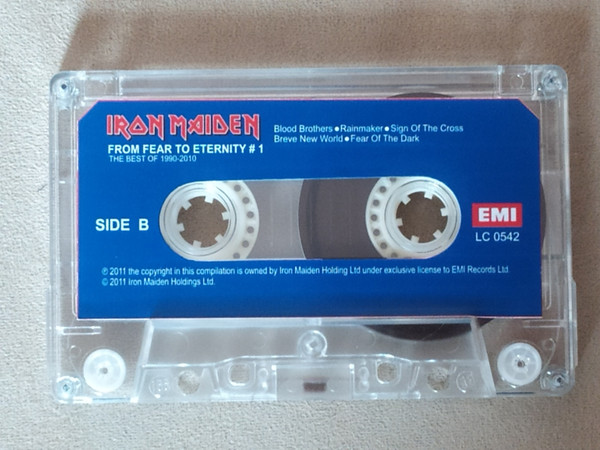 IRON MAIDEN
FROM FEAR TO ETERNITY # 1
THE BEST OF 1990-2010
Blood Brothers●Rainmaker●Sign Of The Cross
Breve New World●Fear Of The Dark
SIDE B
EMI
LC 0542
℗ 2011 the copyright in this compilation is owned by Iron Maiden Holding Ltd under exclusive license to EMI Records Ltd.
© 2011 Iron Maiden Holdings Ltd.